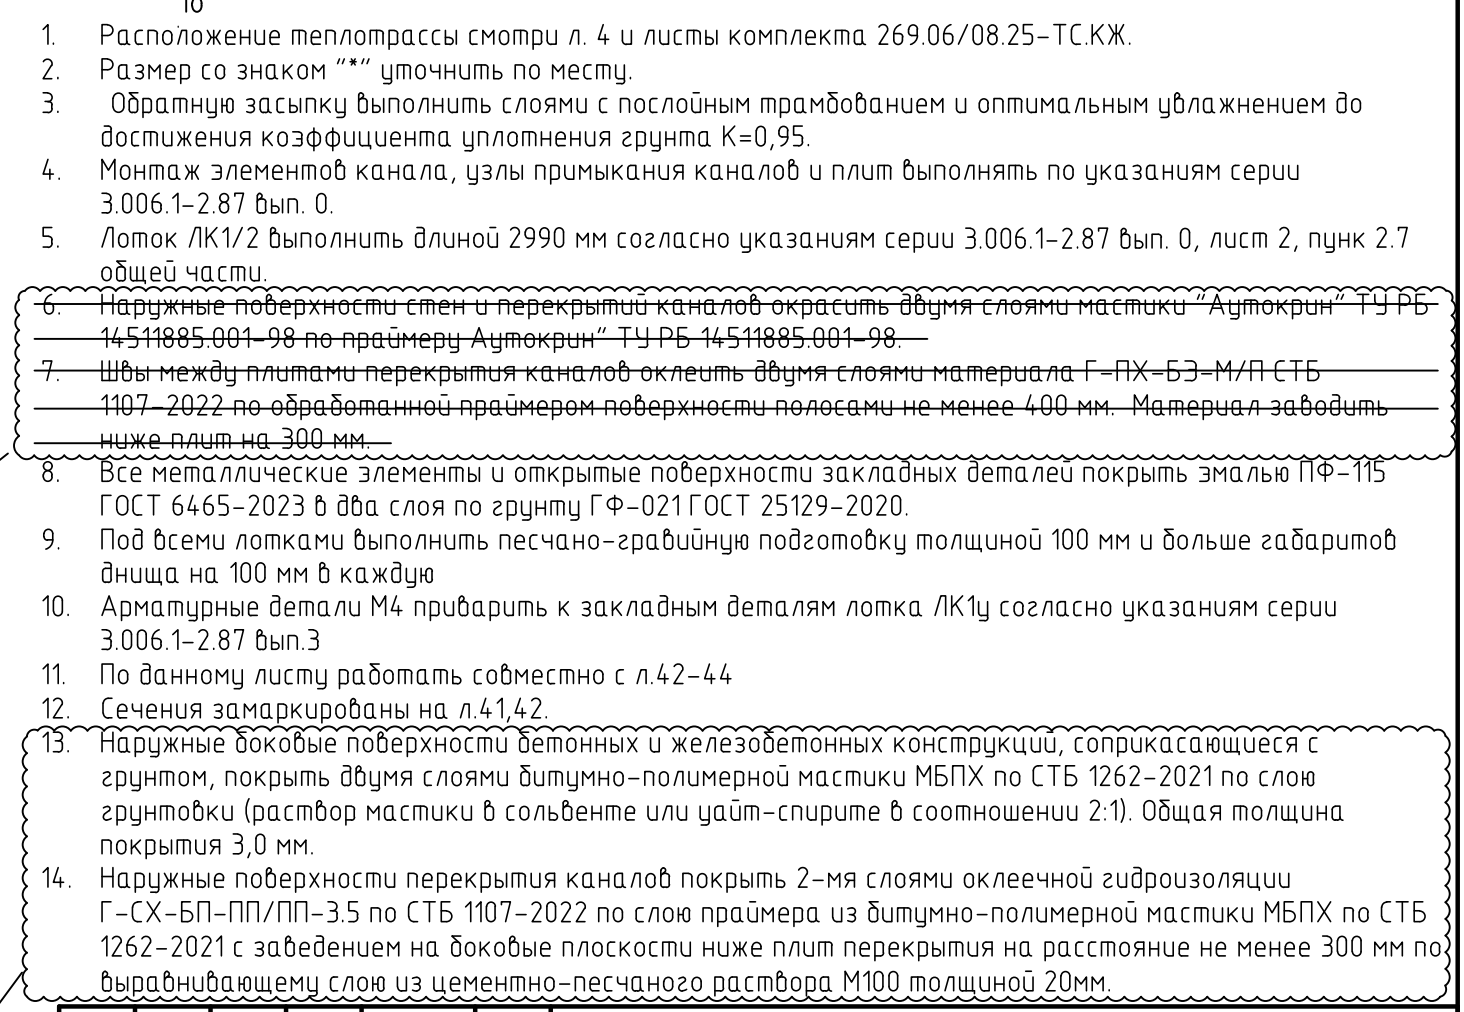 10
1. Расположение теплотрассы смотри л. 4 и листы комплекта 269.06/08.25-ТС.КЖ.
2. Размер со знаком "*" уточнить по месту.
3. Обратную засыпку выполнить слоями с послойным трамбованием и оптимальным увлажнением до
достижения коэффициента уплотнения грунта К=0,95.
4. Монтаж элементов канала, узлы примыкания каналов и плит выполнять по указаниям серии
3.006.1-2.87 вып. 0.
5. Лоток ЛК1/2 выполнить длиной 2990 мм согласно указаниям серии 3.006.1-2.87 вып. 0, лист 2, пунк 2.7
общей части.
6. Наружные поверхности стен и перекрытий каналов окрасить двумя слоями мастики "Аутокрин" ТУ РБ
14511885.001-98 по праймеру Аутокрин" ТУ РБ 14511885.001-98.
7. Швы между плитами перекрытия каналов оклеить двумя слоями материала Г-ПХ-БЭ-М/П СТБ
1107-2022 по обработанной праймером поверхности полосами не менее 400 мм. Материал заводить
ниже плит на 300 мм.
8. Все металлические элементы и открытые поверхности закладных деталей покрыть эмалью ПФ-115
ГОСТ 6465-2023 в два слоя по грунту ГФ-021 ГОСТ 25129-2020.
9. Под всеми лотками выполнить песчано-гравийную подготовку толщиной 100 мм и больше габаритов
днища на 100 мм в каждую
10. Арматурные детали М4 приварить к закладным деталям лотка ЛК1у согласно указаниям серии
3.006.1-2.87 вып.3
11. По данному листу работать совместно с л.42-44
12. Сечения замаркированы на л.41,42.
13. Наружные боковые поверхности бетонных и железобетонных конструкций, соприкасающиеся с
грунтом, покрыть двумя слоями битумно-полимерной мастики МБПХ по СТБ 1262-2021 по слою
грунтовки (раствор мастики в сольвенте или уайт-спирите в соотношении 2:1). Общая толщина
покрытия 3,0 мм.
14. Наружные поверхности перекрытия каналов покрыть 2-мя слоями оклеечной гидроизоляции
Г-СХ-БП-ПП/ПП-3.5 по СТБ 1107-2022 по слою праймера из битумно-полимерной мастики МБПХ по СТБ
1262-2021 с заведением на боковые плоскости ниже плит перекрытия на расстояние не менее 300 мм по
выравнивающему слою из цементно-песчаного раствора М100 толщиной 20мм.